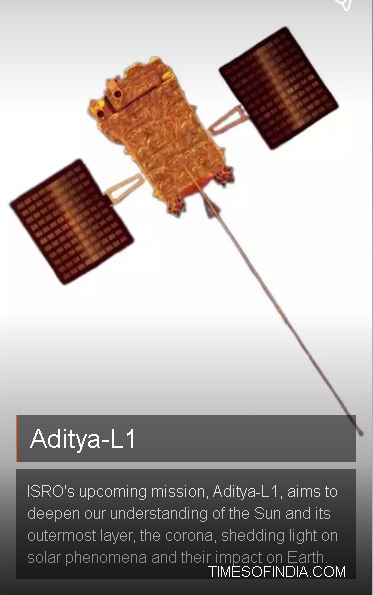 Aditya-L1
ISRO's upcoming mission, Aditya-L1, aims to
deepen our understanding of the Sun and its
outermost layer, the corona, shedding light on
solar phenomena and their impact on Earth.
TIMESOFINDIA.COM